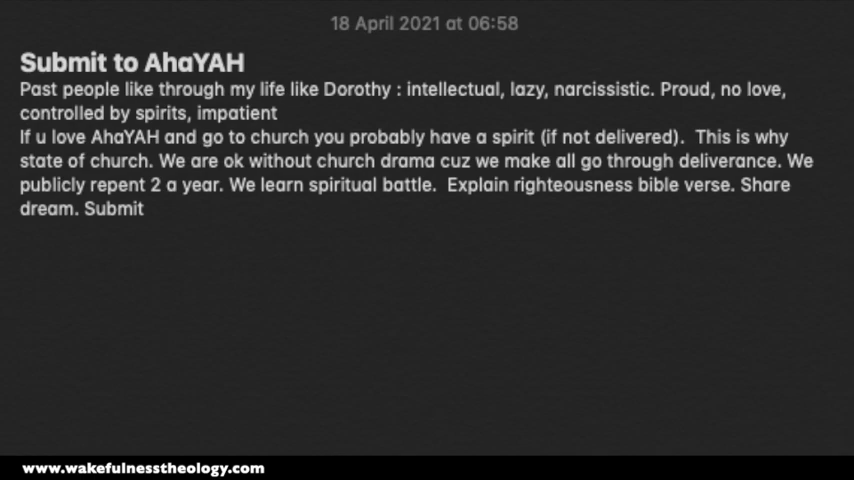 18 April 2021 at 06:58
Submit to AhaYAH
Past people like through my life like Dorothy : intellectual, lazy, narcissistic. Proud, no love,
controlled by spirits, impatient
If u love AhaYAH and go to church you probably have a spirit (if not delivered).  This is why
state of church. We are ok without church drama cuz we make all go through deliverance. We
publicly repent 2 a year. We learn spiritual battle.  Explain righteousness bible verse. Share
dream. Submit
www.wakefulnesstheology.com